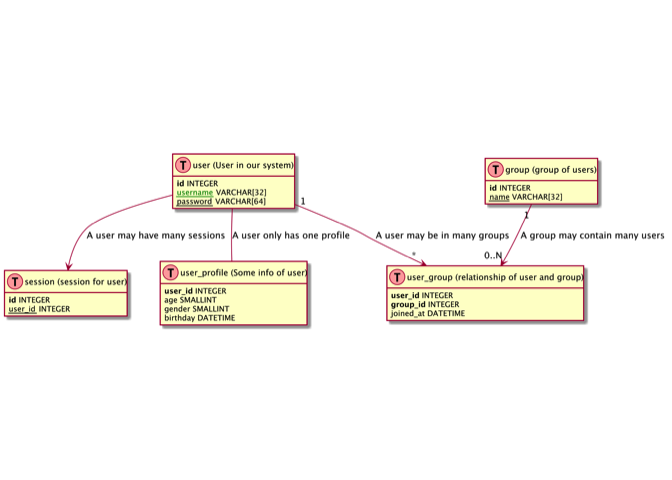 T user (User in our system)
id INTEGER
username VARCHAR[32]
password VARCHAR[64]
T group (group of users)
id INTEGER
name VARCHAR[32]
1
1
A user may have many sessions
A user only has one profile
A user may be in many groups
A group may contain many users
*
0..N
T session (session for user)
id INTEGER
user_id INTEGER
T user_profile (Some info of user)
user_id INTEGER
age SMALLINT
gender SMALLINT
birthday DATETIME
T user_group (relationship of user and group)
user_id INTEGER
group_id INTEGER
joined_at DATETIME